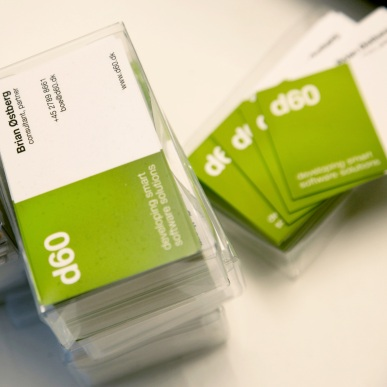 Brian Østberg
consultant, partner
+45 2789 8661
boe@d60.dk
www.d60.dk
d60
developing smart
software solutions
d60
d60
developing smart
software solutions